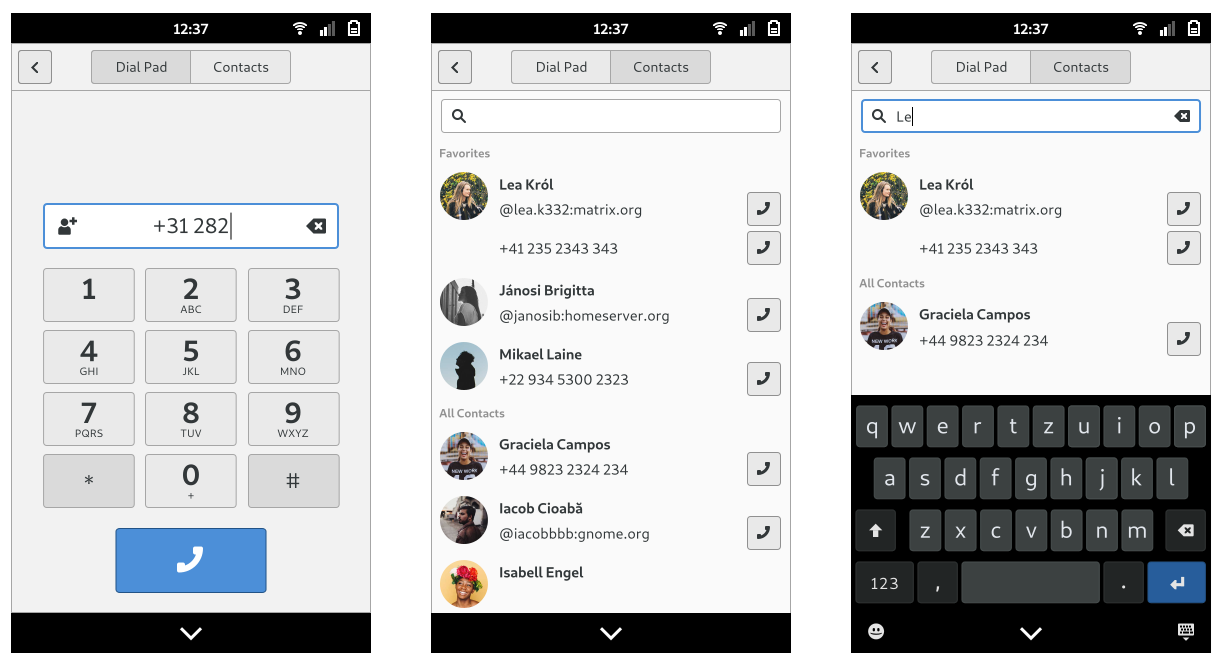 12:37
Dial Pad
Contacts
+31 282
1
2
ABC
3
DEF
4
GHI
5
JKL
6
MNO
7
PQRS
8
TUV
9
WXYZ
*
0
+
#
12:37
Dial Pad
Contacts
Favorites
Lea Król
@lea.k332:matrix.org
+41 235 2343 343
Jánosi Brigitta
@janosib:homeserver.org
Mikael Laine
+22 934 5300 2323
All Contacts
NEW WORK
Graciela Campos
+44 9823 2324 234
Iacob Cioabă
@iacobbbb:gnome.org
Isabell Engel
12:37
Dial Pad
Contacts
Le
Favorites
Lea Król
@lea.k332:matrix.org
+41 235 2343 343
All Contacts
NEW WORK
Graciela Campos
+44 9823 2324 234
q w e r t z u i o p
a s d f g h j k l
z x c v b n m
123 , .